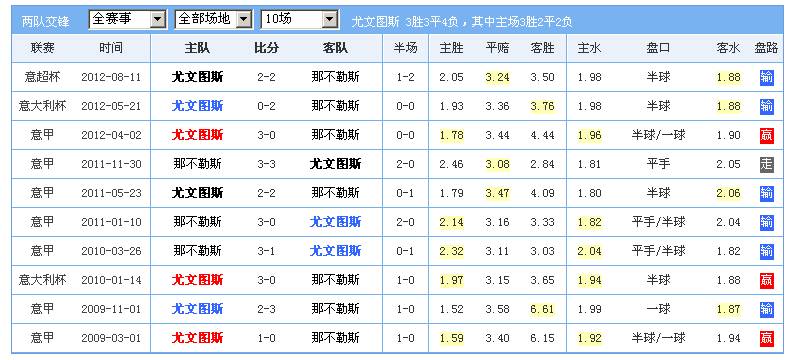 两队交锋 全赛事 全部场地 10场 尤文图斯 3胜3平4负，其中主场3胜2平2负
联赛 时间 主队 比分 客队 半场 主胜 平赔 客胜 主水 盘口 客水 盘路
意超杯 2012-08-11 尤文图斯 2-2 那不勒斯 1-2 2.05 3.24 3.50 1.98 半球 1.88 输
意大利杯 2012-05-21 尤文图斯 0-2 那不勒斯 0-0 1.93 3.36 3.76 1.98 半球 1.88 输
意甲 2012-04-02 尤文图斯 3-0 那不勒斯 0-0 1.78 3.44 4.44 1.96 半球/一球 1.90 赢
意甲 2011-11-30 那不勒斯 3-3 尤文图斯 2-0 2.46 3.08 2.84 1.81 平手 2.05 走
意甲 2011-05-23 尤文图斯 2-2 那不勒斯 0-1 1.79 3.47 4.09 1.80 半球 2.06 输
意甲 2011-01-10 那不勒斯 3-0 尤文图斯 2-0 2.14 3.16 3.33 1.82 平手/半球 2.04 输
意甲 2010-03-26 那不勒斯 3-1 尤文图斯 0-1 2.32 3.11 3.03 2.04 平手/半球 1.82 输
意大利杯 2010-01-14 尤文图斯 3-0 那不勒斯 1-0 1.97 3.15 3.65 1.94 半球 1.88 赢
意甲 2009-11-01 尤文图斯 2-3 那不勒斯 1-0 1.52 3.58 6.61 1.99 一球 1.87 输
意甲 2009-03-01 尤文图斯 1-0 那不勒斯 1-0 1.59 3.40 6.15 1.92 半球/一球 1.94 赢